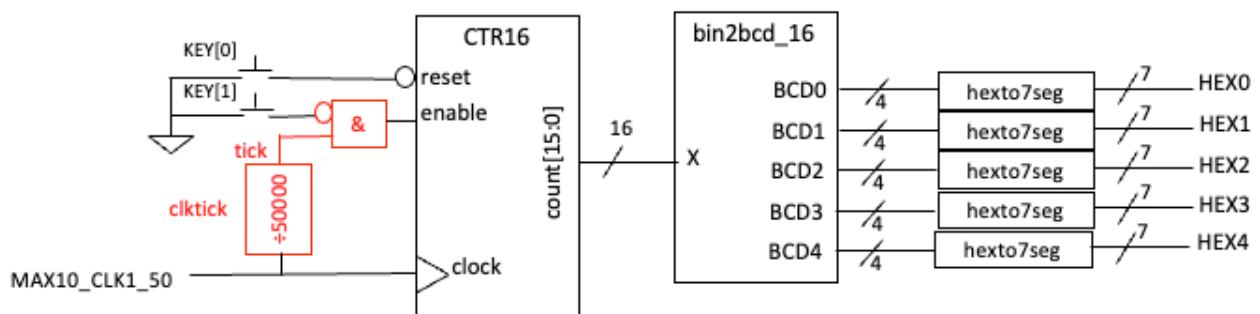 CTR16
bin2bcd_16
KEY[0]
reset
KEY[1]
&
enable
tick
clktick
÷50000
count[15:0]
16
X
MAX10_CLK1_50
clock
BCD0
4
hexto7seg
7
HEX0
BCD1
4
hexto7seg
7
HEX1
BCD2
4
hexto7seg
7
HEX2
BCD3
4
hexto7seg
7
HEX3
BCD4
4
hexto7seg
7
HEX4